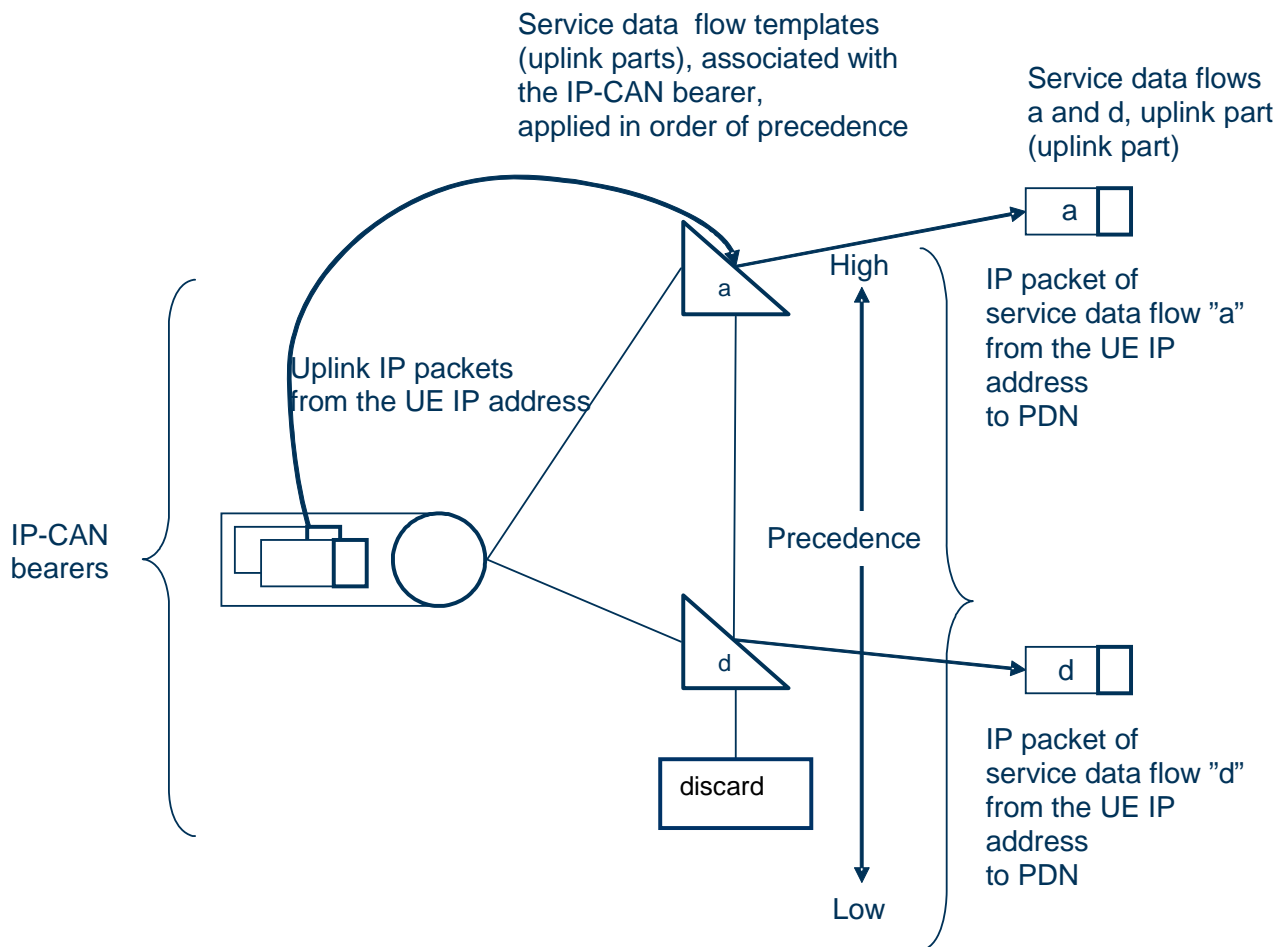 Service data flow templates
(uplink parts), associated with
the IP-CAN bearer,
applied in order of precedence
Service data flows
a and d, uplink part
(uplink part)
a
a
High
IP packet of
service data flow ”a”
from the UE IP
address
to PDN
Uplink IP packets
from the UE IP address
IP-CAN
bearers
Precedence
d
d
discard
IP packet of
service data flow ”d”
from the UE IP
address
to PDN
Low